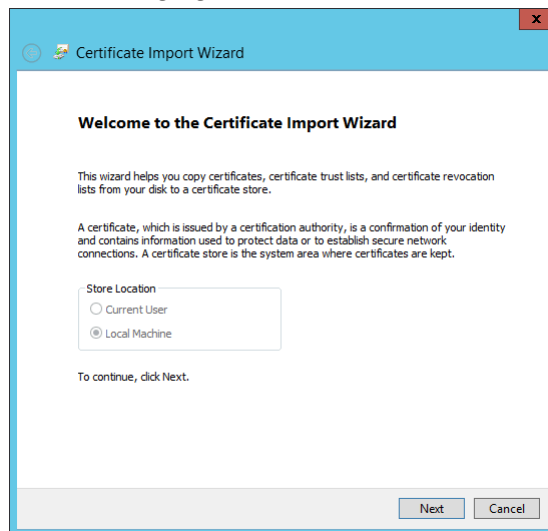 x
Certificate Import Wizard
Welcome to the Certificate Import Wizard
This wizard helps you copy certificates, certificate trust lists, and certificate revocation
lists from your disk to a certificate store.
A certificate, which is issued by a certification authority, is a confirmation of your identity
and contains information used to protect data or to establish secure network
connections. A certificate store is the system area where certificates are kept.
Store Location
Current User
Local Machine
To continue, click Next.
Next Cancel